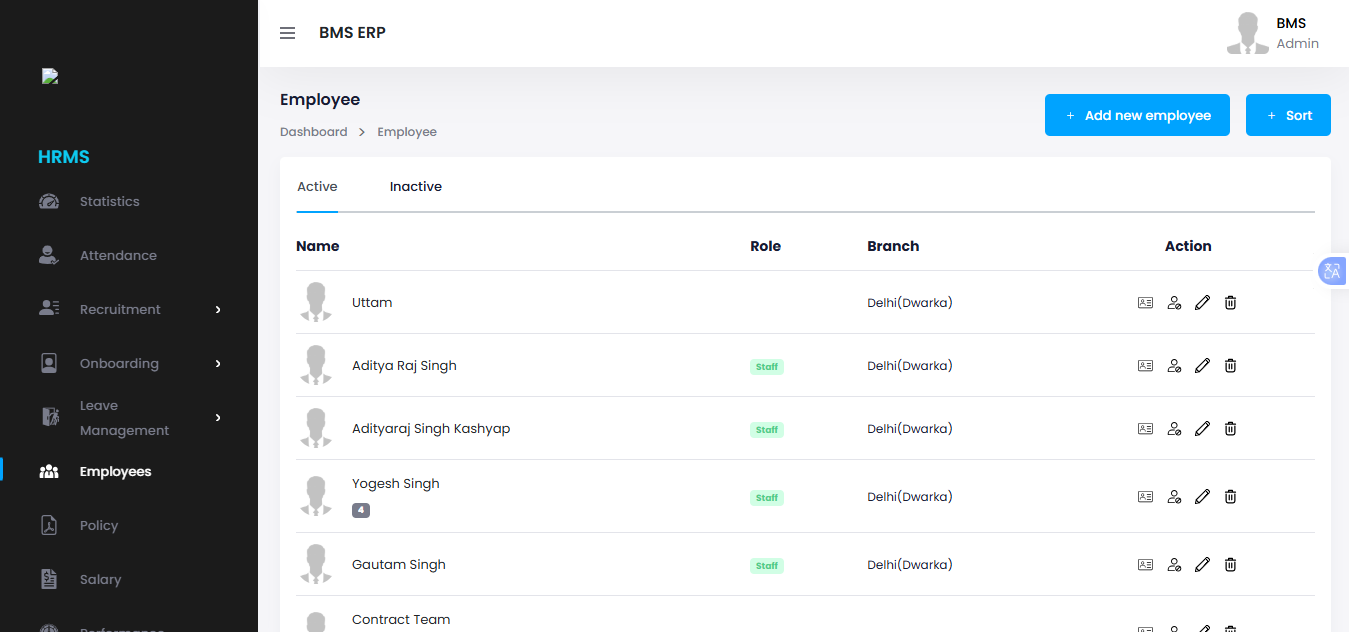 BMS ERP
BMS
Admin
HRMS
Statistics
Attendance
Recruitment
Onboarding
Leave
Management
Employees
Policy
Salary
Performance
Employee
Dashboard > Employee
+ Add new employee
+ Sort
Active Inactive
Name Role Branch Action
Uttam Delhi(Dwarka)
Aditya Raj Singh Staff Delhi(Dwarka)
Adityaraj Singh Kashyap Staff Delhi(Dwarka)
Yogesh Singh
4 Staff Delhi(Dwarka)
Gautam Singh Staff Delhi(Dwarka)
Contract Team